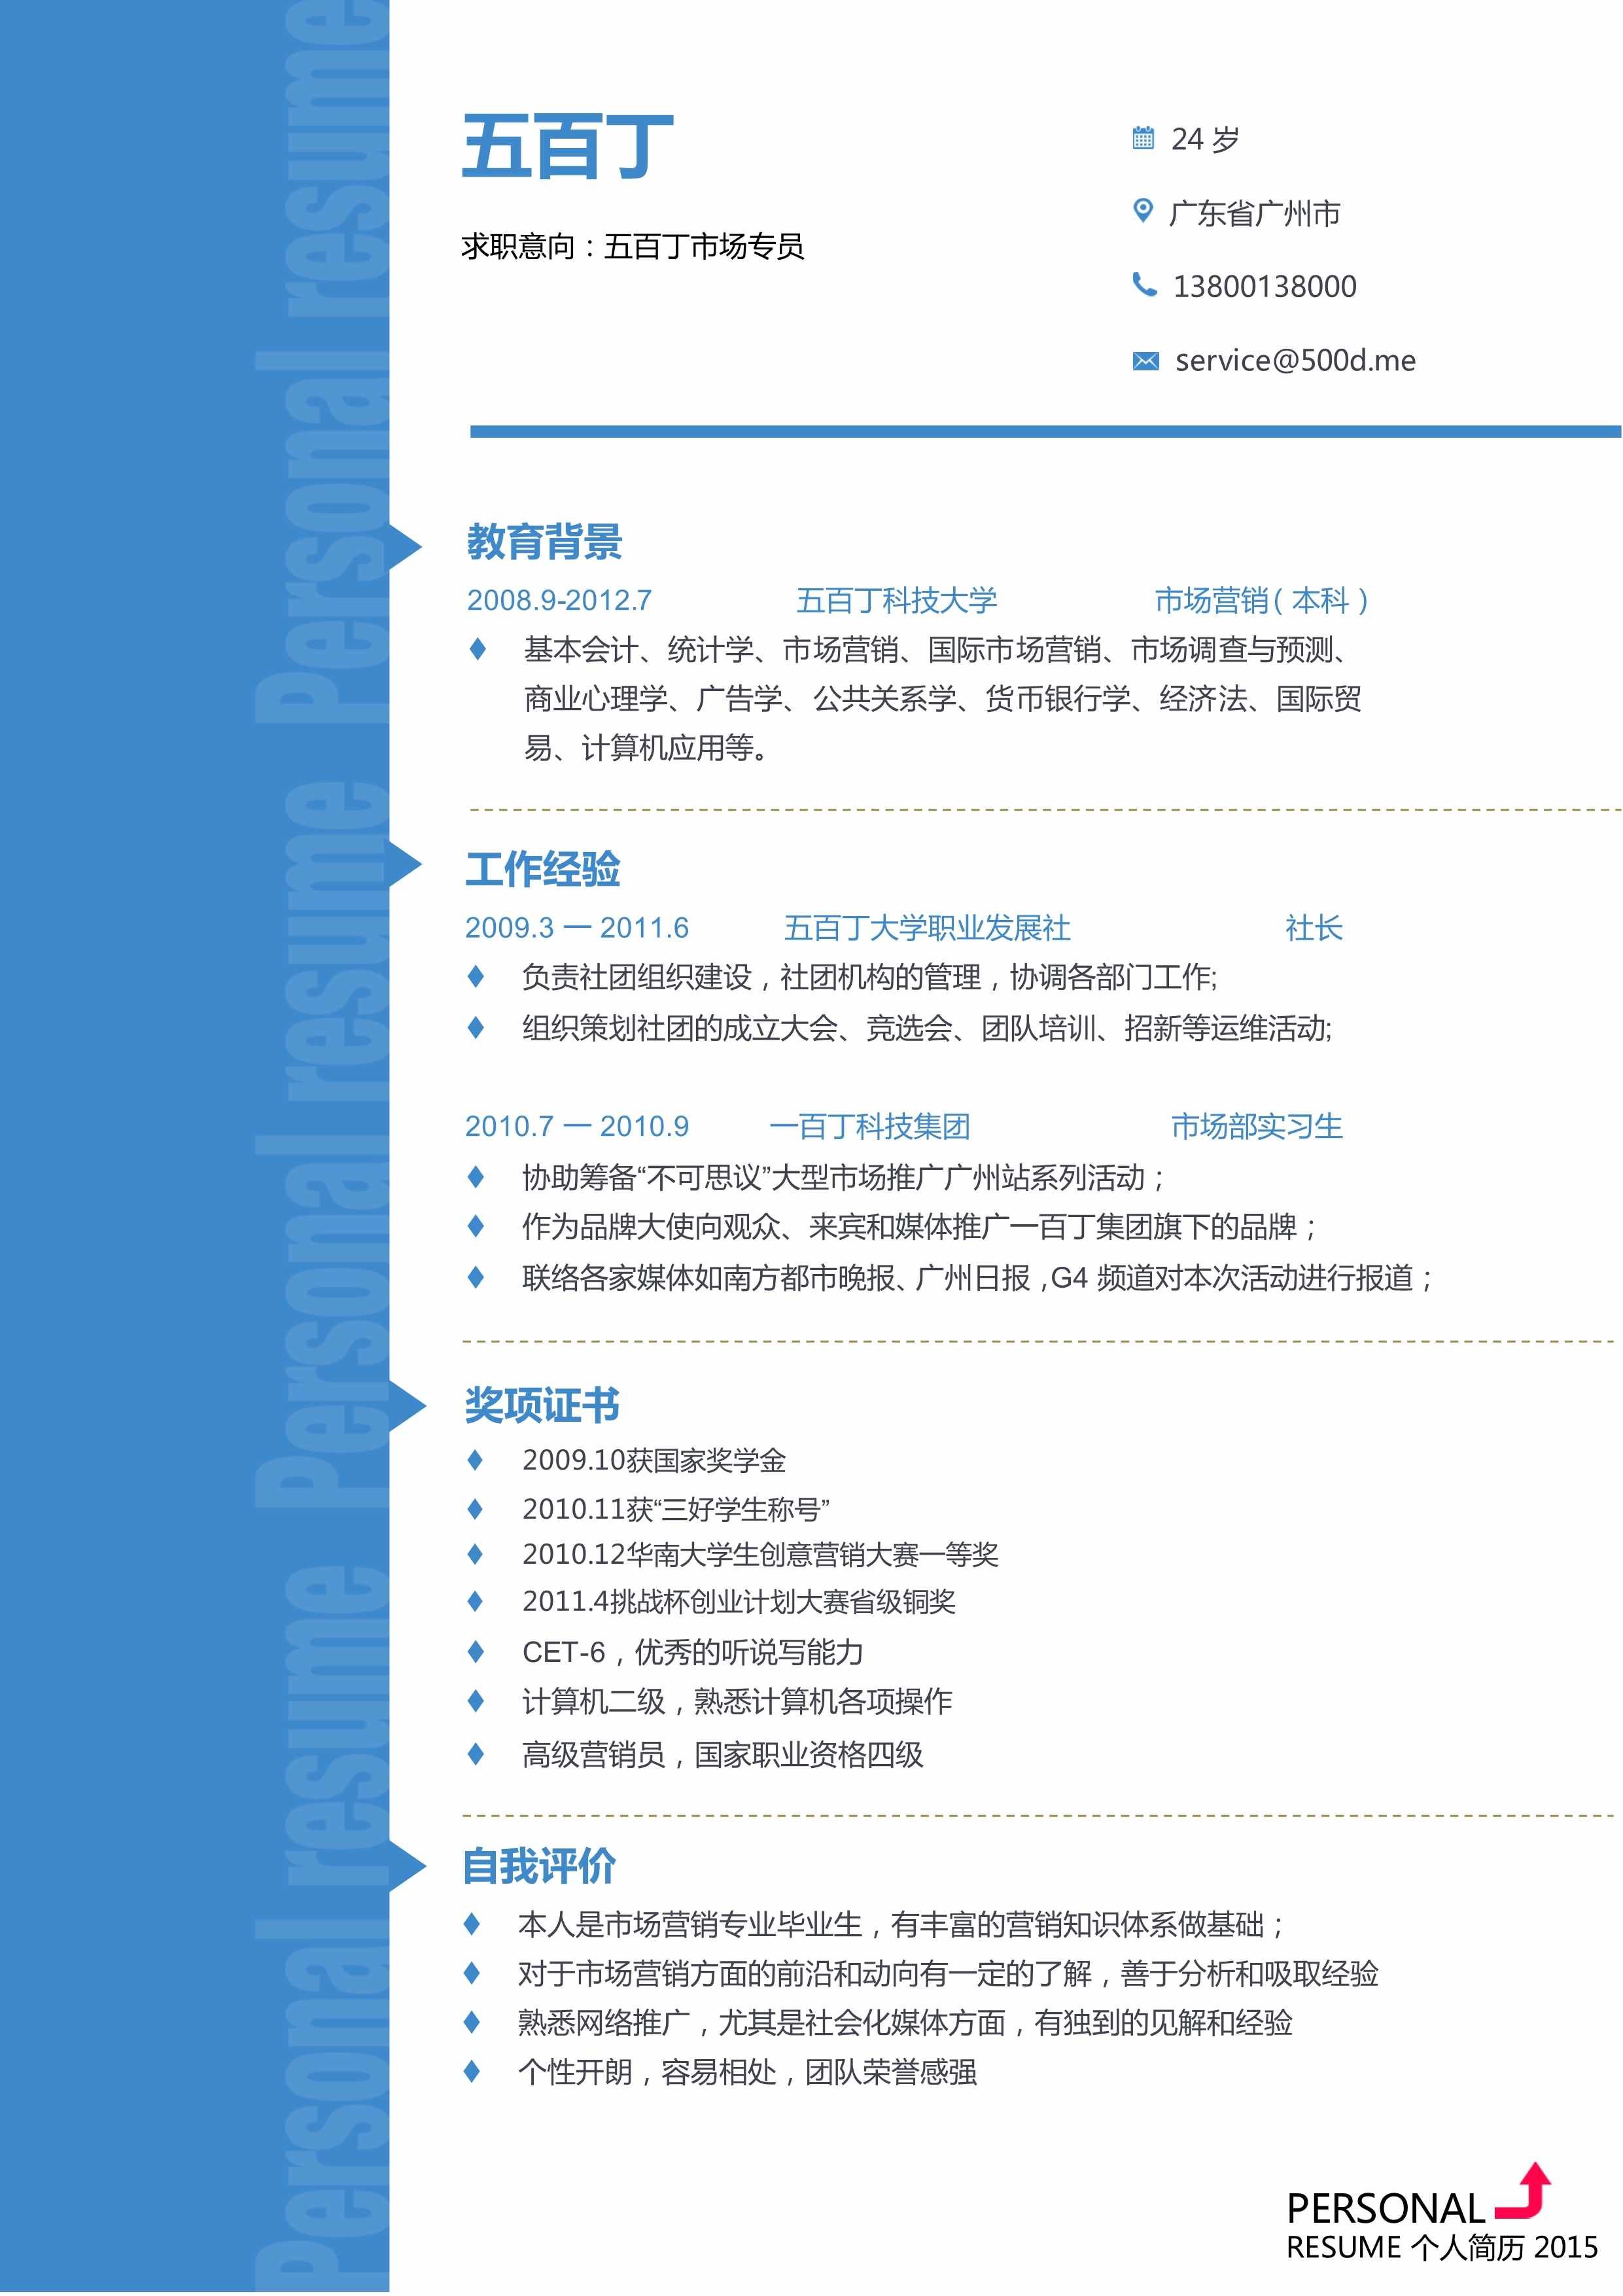 五百丁
求职意向：五百丁市场专员
24 岁
广东省广州市
13800138000
service@500d.me
教育背景
2008.9-2012.7 五百丁科技大学 市场营销（本科）
基本会计、统计学、市场营销、国际市场营销、市场调查与预测、
商业心理学、广告学、公共关系学、货币银行学、经济法、国际贸
易、计算机应用等。
工作经验
2009.3 一 2011.6 五百丁大学职业发展社 社长
负责社团组织建设，社团机构的管理，协调各部门工作;
组织策划社团的成立大会、竞选会、团队培训、招新等运维活动;
2010.7 一 2010.9 一百丁科技集团 市场部实习生
协助筹备“不可思议”大型市场推广广州站系列活动；
作为品牌大使向观众、来宾和媒体推广一百丁集团旗下的品牌；
联络各家媒体如南方都市晚报、广州日报，G4 频道对本次活动进行报道；
奖项证书
2009.10获国家奖学金
2010.11获“三好学生称号”
2010.12华南大学生创意营销大赛一等奖
2011.4挑战杯创业计划大赛省级铜奖
CET-6，优秀的听说写能力
计算机二级，熟悉计算机各项操作
高级营销员，国家职业资格四级
自我评价
本人是市场营销专业毕业生，有丰富的营销知识体系做基础；
对于市场营销方面的前沿和动向有一定的了解，善于分析和吸取经验
熟悉网络推广，尤其是社会化媒体方面，有独到的见解和经验
个性开朗，容易相处，团队荣誉感强
PERSONAL
RESUME 个人简历 2015
Personal resume Personal resume Personal resume